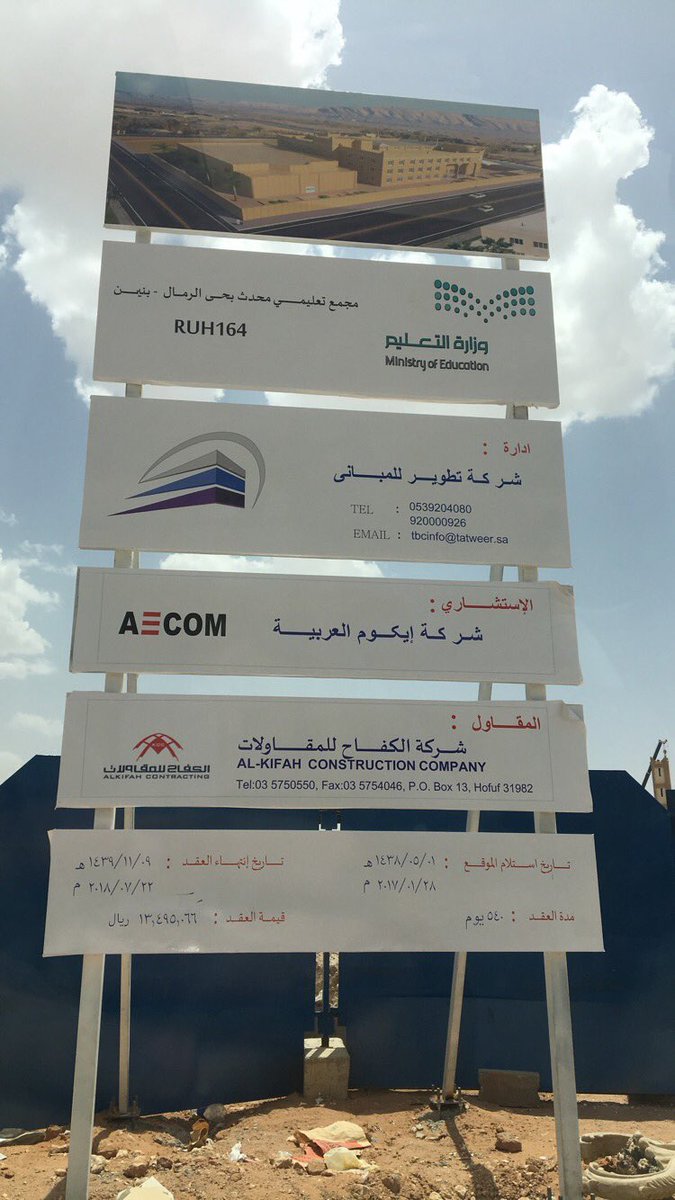 مجمع تعليمي محدث بحى الرمال - بنين
RUH164
وزارة التعليم
Ministry of Education
ادارة :
شركة تطوير للمبانى
TEL : 0539204080
920000926
EMAIL : tbcinfo@tatweer.sa
الإستشاري :
شركة إيكوم العربية
AECOM
المقاول :
شركة الكفاح للمقاولات
AL-KIFAH CONSTRUCTION COMPANY
Tel:03 5750550, Fax:03 5754046, P.O. Box 13, Hofuf 31982
الكفاح للمقاولات
ALKIFAH CONTRACTING
تاريخ استلام الموقع : ١٤٣٨/٠٥/٠١ هـ
٢٠١٧/٠١/٢٨ م
مدة العقد : ٥٤٠ يوم
تاريخ إنتهاء العقد : ١٤٣٩/١١/٠٩ هـ
٢٠١٨/٠٧/٢٢ م
قيمة العقد : ١٣,٤٩٥,٠٦٦ ريال